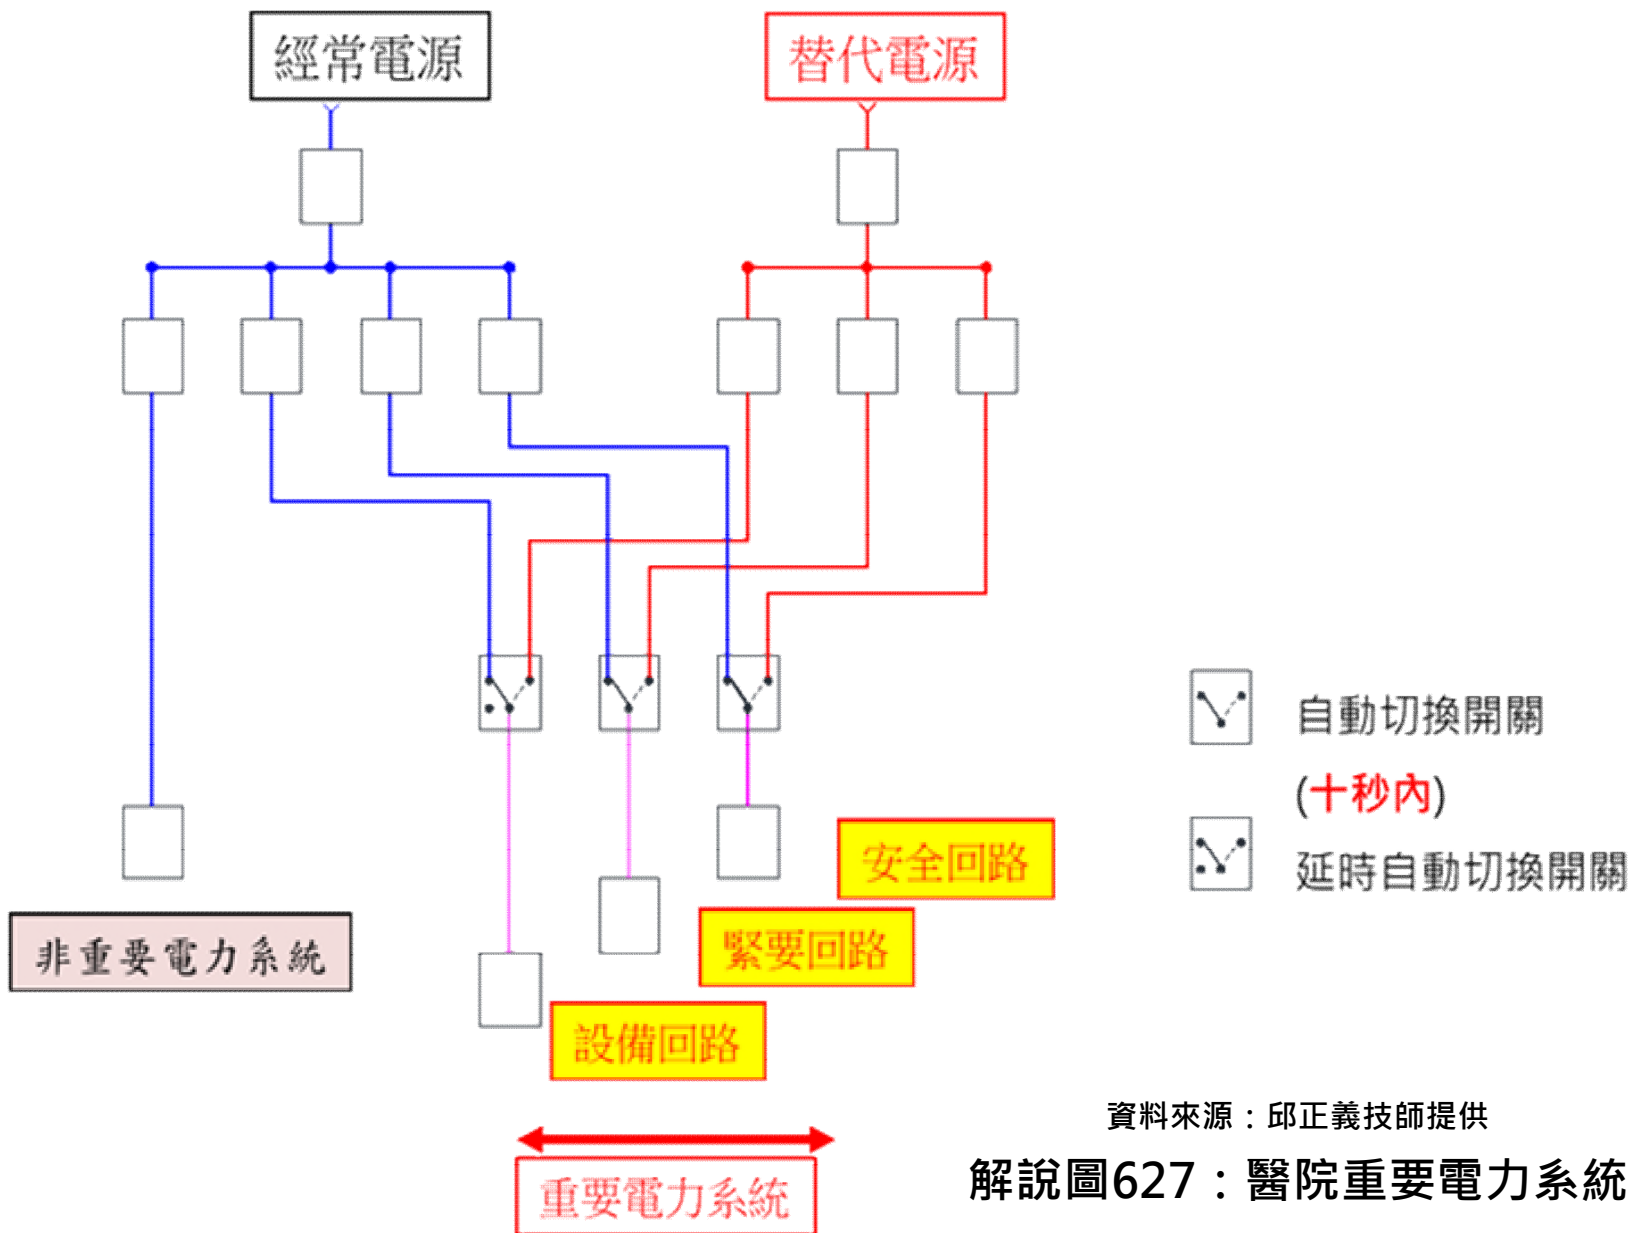 經常電源
替代電源
自動切換開關
(十秒內)
延時自動切換開關
安全回路
緊要回路
非重要電力系統
設備回路
重要電力系統
資料來源：邱正義技師提供
解說圖627：醫院重要電力系統